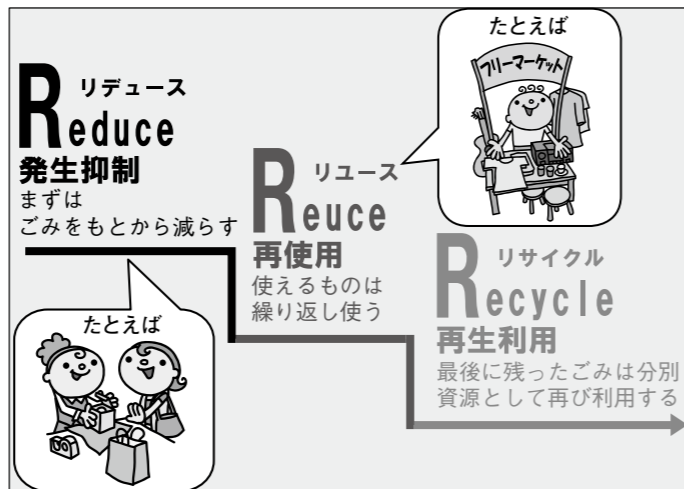 リデュース
Reduce
発生抑制
まずは
ごみをもとから減らす
たとえば
リユース
Reuce
再使用
使えるものは
繰り返し使う
たとえば
フリーマーケット
リサイクル
Recycle
再生利用
最後に残ったごみは分別
資源として再び利用する